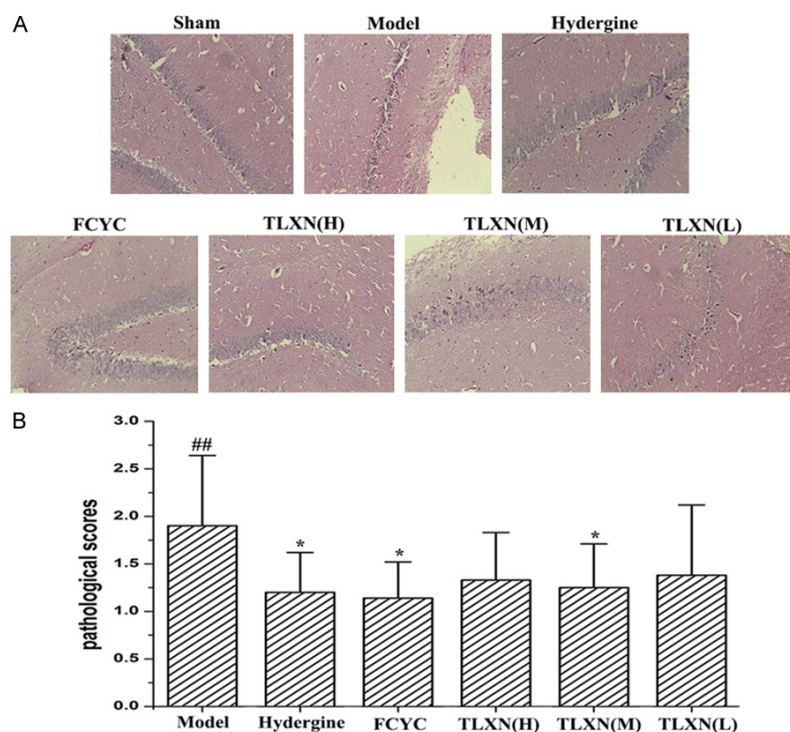 A
Sham Model Hydergine
FCYC TLXN(H) TLXN(M) TLXN(L)
B
pathological scores
3.0
2.5
2.0
1.5
1.0
0.5
0.0
##
* * *
Model Hydergine FCYC TLXN(H) TLXN(M) TLXN(L)